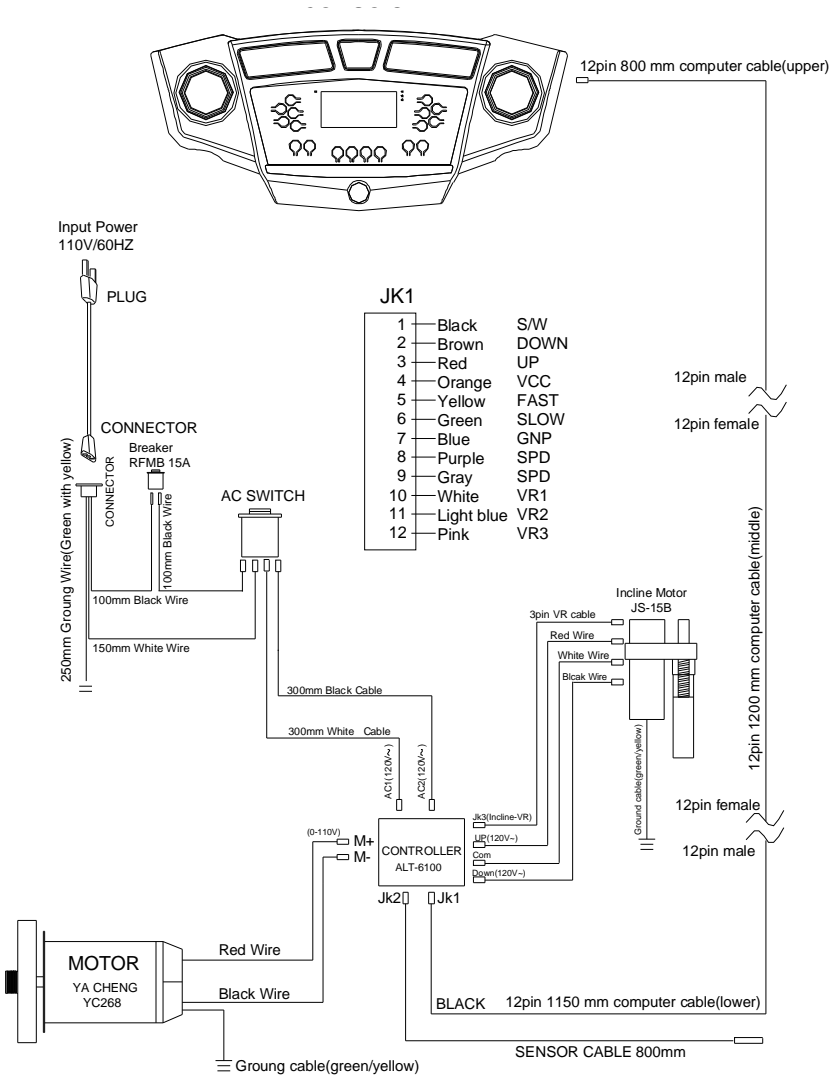 12pin 800 mm computer cable(upper)
Input Power
110V/60HZ
PLUG
JK1
1 Black S/W
2 Brown DOWN
3 Red UP
4 Orange VCC
5 Yellow FAST
6 Green SLOW
7 Blue GNP
8 Purple SPD
9 Gray SPD
10 White VR1
11 Light blue VR2
12 Pink VR3
12pin male
12pin female
CONNECTOR
Breaker
RFMB 15A
CONNECTOR
AC SWITCH
250mm Groung Wire(Green with yellow)
100mm Black Wire
100mm Black Wire
150mm White Wire
12pin 1200 mm computer cable(middle)
Incline Motor
JS-15B
3pin VR cable
Red Wire
White Wire
Blcak Wire
Ground cable(green/yellow)
300mm Black Cable
300mm White Cable
AC1(120V~)
AC2(120V~)
12pin female
12pin male
Jk3(Incline-VR)
UP(120V~)
Com
Down(120V~)
(0-110V)
M+
M-
CONTROLLER
ALT-6100
Jk2
Jk1
MOTOR
YA CHENG
YC268
Red Wire
Black Wire
Groung cable(green/yellow)
BLACK 12pin 1150 mm computer cable(lower)
SENSOR CABLE 800mm